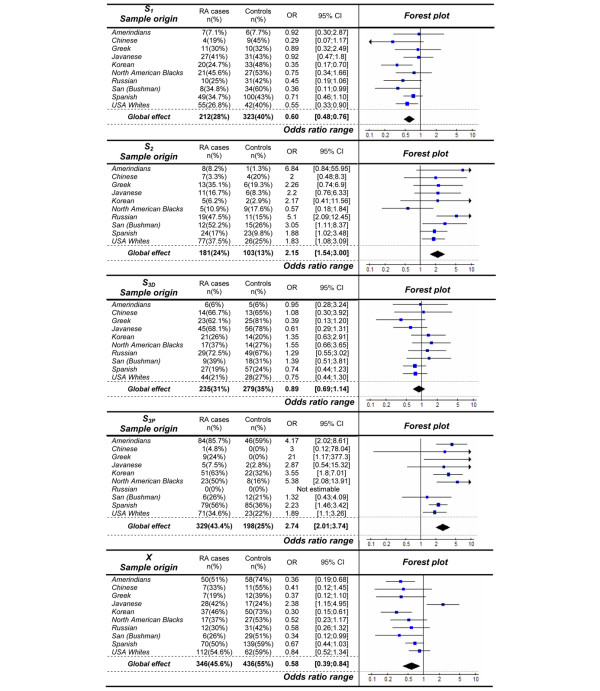 S1
Sample origin RA cases n(%) Controls n(%) OR 95% CI Forest plot
Amerindians 7(7.1%) 6(7.7%) 0.92 [0.30;2.87]
Chinese 4(19%) 9(45%) 0.29 [0.07;1.17]
Greek 11(30%) 10(32%) 0.89 [0.32;2.49]
Javanese 27(41%) 31(43%) 0.92 [0.47;1.8]
Korean 20(24.7%) 33(48%) 0.35 [0.17;0.70]
North American Blacks 21(45.6%) 27(53%) 0.75 [0.34;1.66]
Russian 10(25%) 31(42%) 0.45 [0.19;1.06]
San (Bushman) 8(34.8%) 34(60%) 0.36 [0.11;0.99]
Spanish 49(34.7%) 100(43%) 0.71 [0.46;1.10]
USA Whites 55(26.8%) 42(40%) 0.55 [0.33;0.90]
Global effect 212(28%) 323(40%) 0.60 [0.48;0.76]
Odds ratio range 0.1 0.2 0.5 1 2 5 10
S2
Sample origin RA cases n(%) Controls n(%) OR 95% CI Forest plot
Amerindians 8(8.2%) 1(1.3%) 6.84 [0.84;55.95]
Chinese 7(3.3%) 4(20%) 2 [0.48;8.3]
Greek 13(35.1%) 6(19.3%) 2.26 [0.74;6.9]
Javanese 11(16.7%) 6(8.3%) 2.2 [0.76;6.33]
Korean 5(6.2%) 2(2.9%) 2.17 [0.41;11.56]
North American Blacks 5(10.9%) 9(17.6%) 0.57 [0.18;1.84]
Russian 19(47.5%) 11(15%) 5.1 [2.09;12.45]
San (Bushman) 12(52.2%) 15(26%) 3.05 [1.11;8.37]
Spanish 24(17%) 23(9.8%) 1.88 [1.02;3.48]
USA Whites 77(37.5%) 26(25%) 1.83 [1.08;3.09]
Global effect 181(24%) 103(13%) 2.15 [1.54;3.00]
Odds ratio range 0.1 0.2 0.5 1 2 5 10
S3D
Sample origin RA cases n(%) Controls n(%) OR 95% CI Forest plot
Amerindians 6(6%) 5(6%) 0.95 [0.28;3.24]
Chinese 14(66.7%) 13(65%) 1.08 [0.30;3.92]
Greek 23(62.1%) 25(81%) 0.39 [0.13;1.20]
Javanese 45(68.1%) 56(78%) 0.61 [0.29;1.31]
Korean 21(26%) 14(20%) 1.35 [0.63;2.91]
North American Blacks 17(37%) 14(27%) 1.55 [0.66;3.65]
Russian 29(72.5%) 49(67%) 1.29 [0.55;3.02]
San (Bushman) 9(39%) 18(31%) 1.39 [0.51;3.81]
Spanish 27(19%) 57(24%) 0.74 [0.44;1.23]
USA Whites 44(21%) 28(27%) 0.75 [0.44;1.30]
Global effect 235(31%) 279(35%) 0.89 [0.69;1.14]
Odds ratio range 0.1 0.2 0.5 1 2 5 10
S3P
Sample origin RA cases n(%) Controls n(%) OR 95% CI Forest plot
Amerindians 84(85.7%) 46(59%) 4.17 [2.02;8.61]
Chinese 1(4.8%) 0(0%) 3 [0.12;78.04]
Greek 9(24%) 0(0%) 21 [1.17;377.3]
Javanese 5(7.5%) 2(2.8%) 2.87 [0.54;15.32]
Korean 51(63%) 22(32%) 3.55 [1.8;7.01]
North American Blacks 23(50%) 8(16%) 5.38 [2.08;13.91]
Russian 0(0%) 0(0%) Not estimable
San (Bushman) 6(26%) 12(21%) 1.32 [0.43;4.09]
Spanish 79(56%) 85(36%) 2.23 [1.46;3.42]
USA Whites 71(34.6%) 23(22%) 1.89 [1.1;3.26]
Global effect 329(43.4%) 198(25%) 2.74 [2.01;3.74]
Odds ratio range 0.1 0.2 0.5 1 2 5 10
X
Sample origin RA cases n(%) Controls n(%) OR 95% CI Forest plot
Amerindians 50(51%) 58(74%) 0.36 [0.19;0.68]
Chinese 7(33%) 11(55%) 0.41 [0.12;1.45]
Greek 7(19%) 12(39%) 0.37 [0.12;1.10]
Javanese 28(42%) 17(24%) 2.38 [1.15;4.95]
Korean 37(46%) 50(73%) 0.30 [0.15;0.61]
North American Blacks 17(37%) 27(53%) 0.52 [0.23;1.17]
Russian 12(30%) 31(42%) 0.58 [0.26;1.32]
San (Bushman) 6(26%) 29(51%) 0.34 [0.12;0.99]
Spanish 70(50%) 139(59%) 0.67 [0.44;1.03]
USA Whites 112(54.6%) 62(59%) 0.84 [0.52;1.34]
Global effect 346(45.6%) 436(55%) 0.58 [0.39;0.84]
Odds ratio range 0.1 0.2 0.5 1 2 5 10